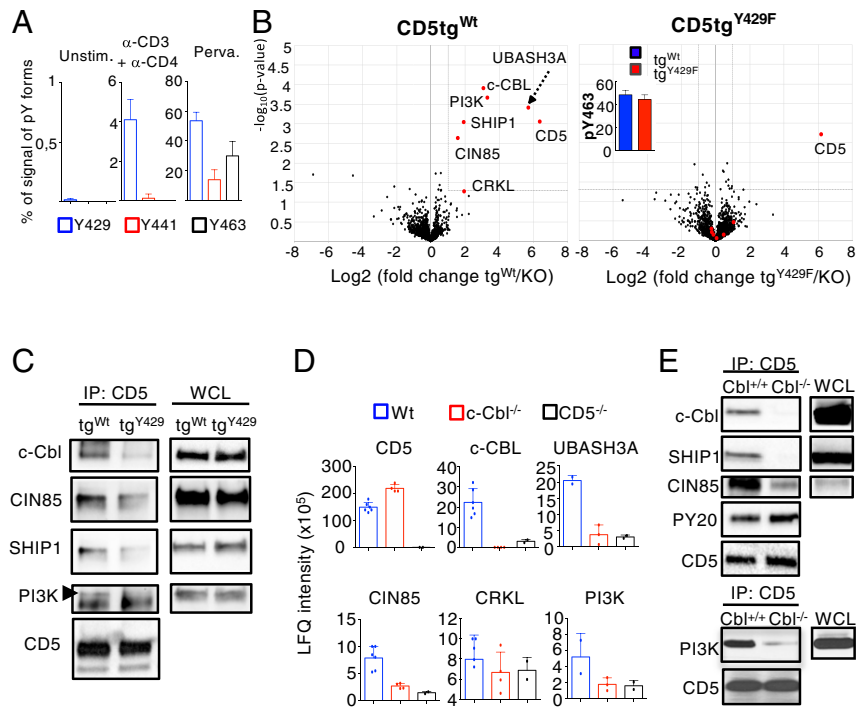 A
Unstim.
α-CD3
+ α-CD4
Perva.
% of signal of pY forms
1
0,5
6
4
2
80
60
40
20
Y429
Y441
Y463
B
CD5tg^Wt
-log10(p-value)
5
4.5
4
3.5
3
2.5
2
1.5
1
0.5
UBASH3A
c-CBL
PI3K
SHIP1
CD5
CIN85
CRKL
-8 -6 -4 -2 0 2 4 6 8
Log2 (fold change tg^Wt/KO)
CD5tg^Y429F
tg^Wt
tg^Y429F
pY463
60
40
20
0
CD5
-8 -6 -4 -2 0 2 4 6 8
Log2 (fold change tg^Y429F/KO)
C
IP: CD5
WCL
tg^Wt tg^Y429
tg^Wt tg^Y429
c-Cbl
CIN85
SHIP1
PI3K
CD5
D
Wt
c-Cbl^-/-
CD5^-/-
LFQ intensity (x10^5)
CD5
300
200
100
0
c-CBL
40
30
20
10
0
UBASH3A
25
20
15
10
5
0
CIN85
15
10
5
0
CRKL
12
10
8
6
4
PI3K
10
8
6
4
2
0
E
IP: CD5
Cbl^+/+ Cbl^-/- WCL
c-Cbl
SHIP1
CIN85
PY20
CD5
IP: CD5
Cbl^+/+ Cbl^-/- WCL
PI3K
CD5